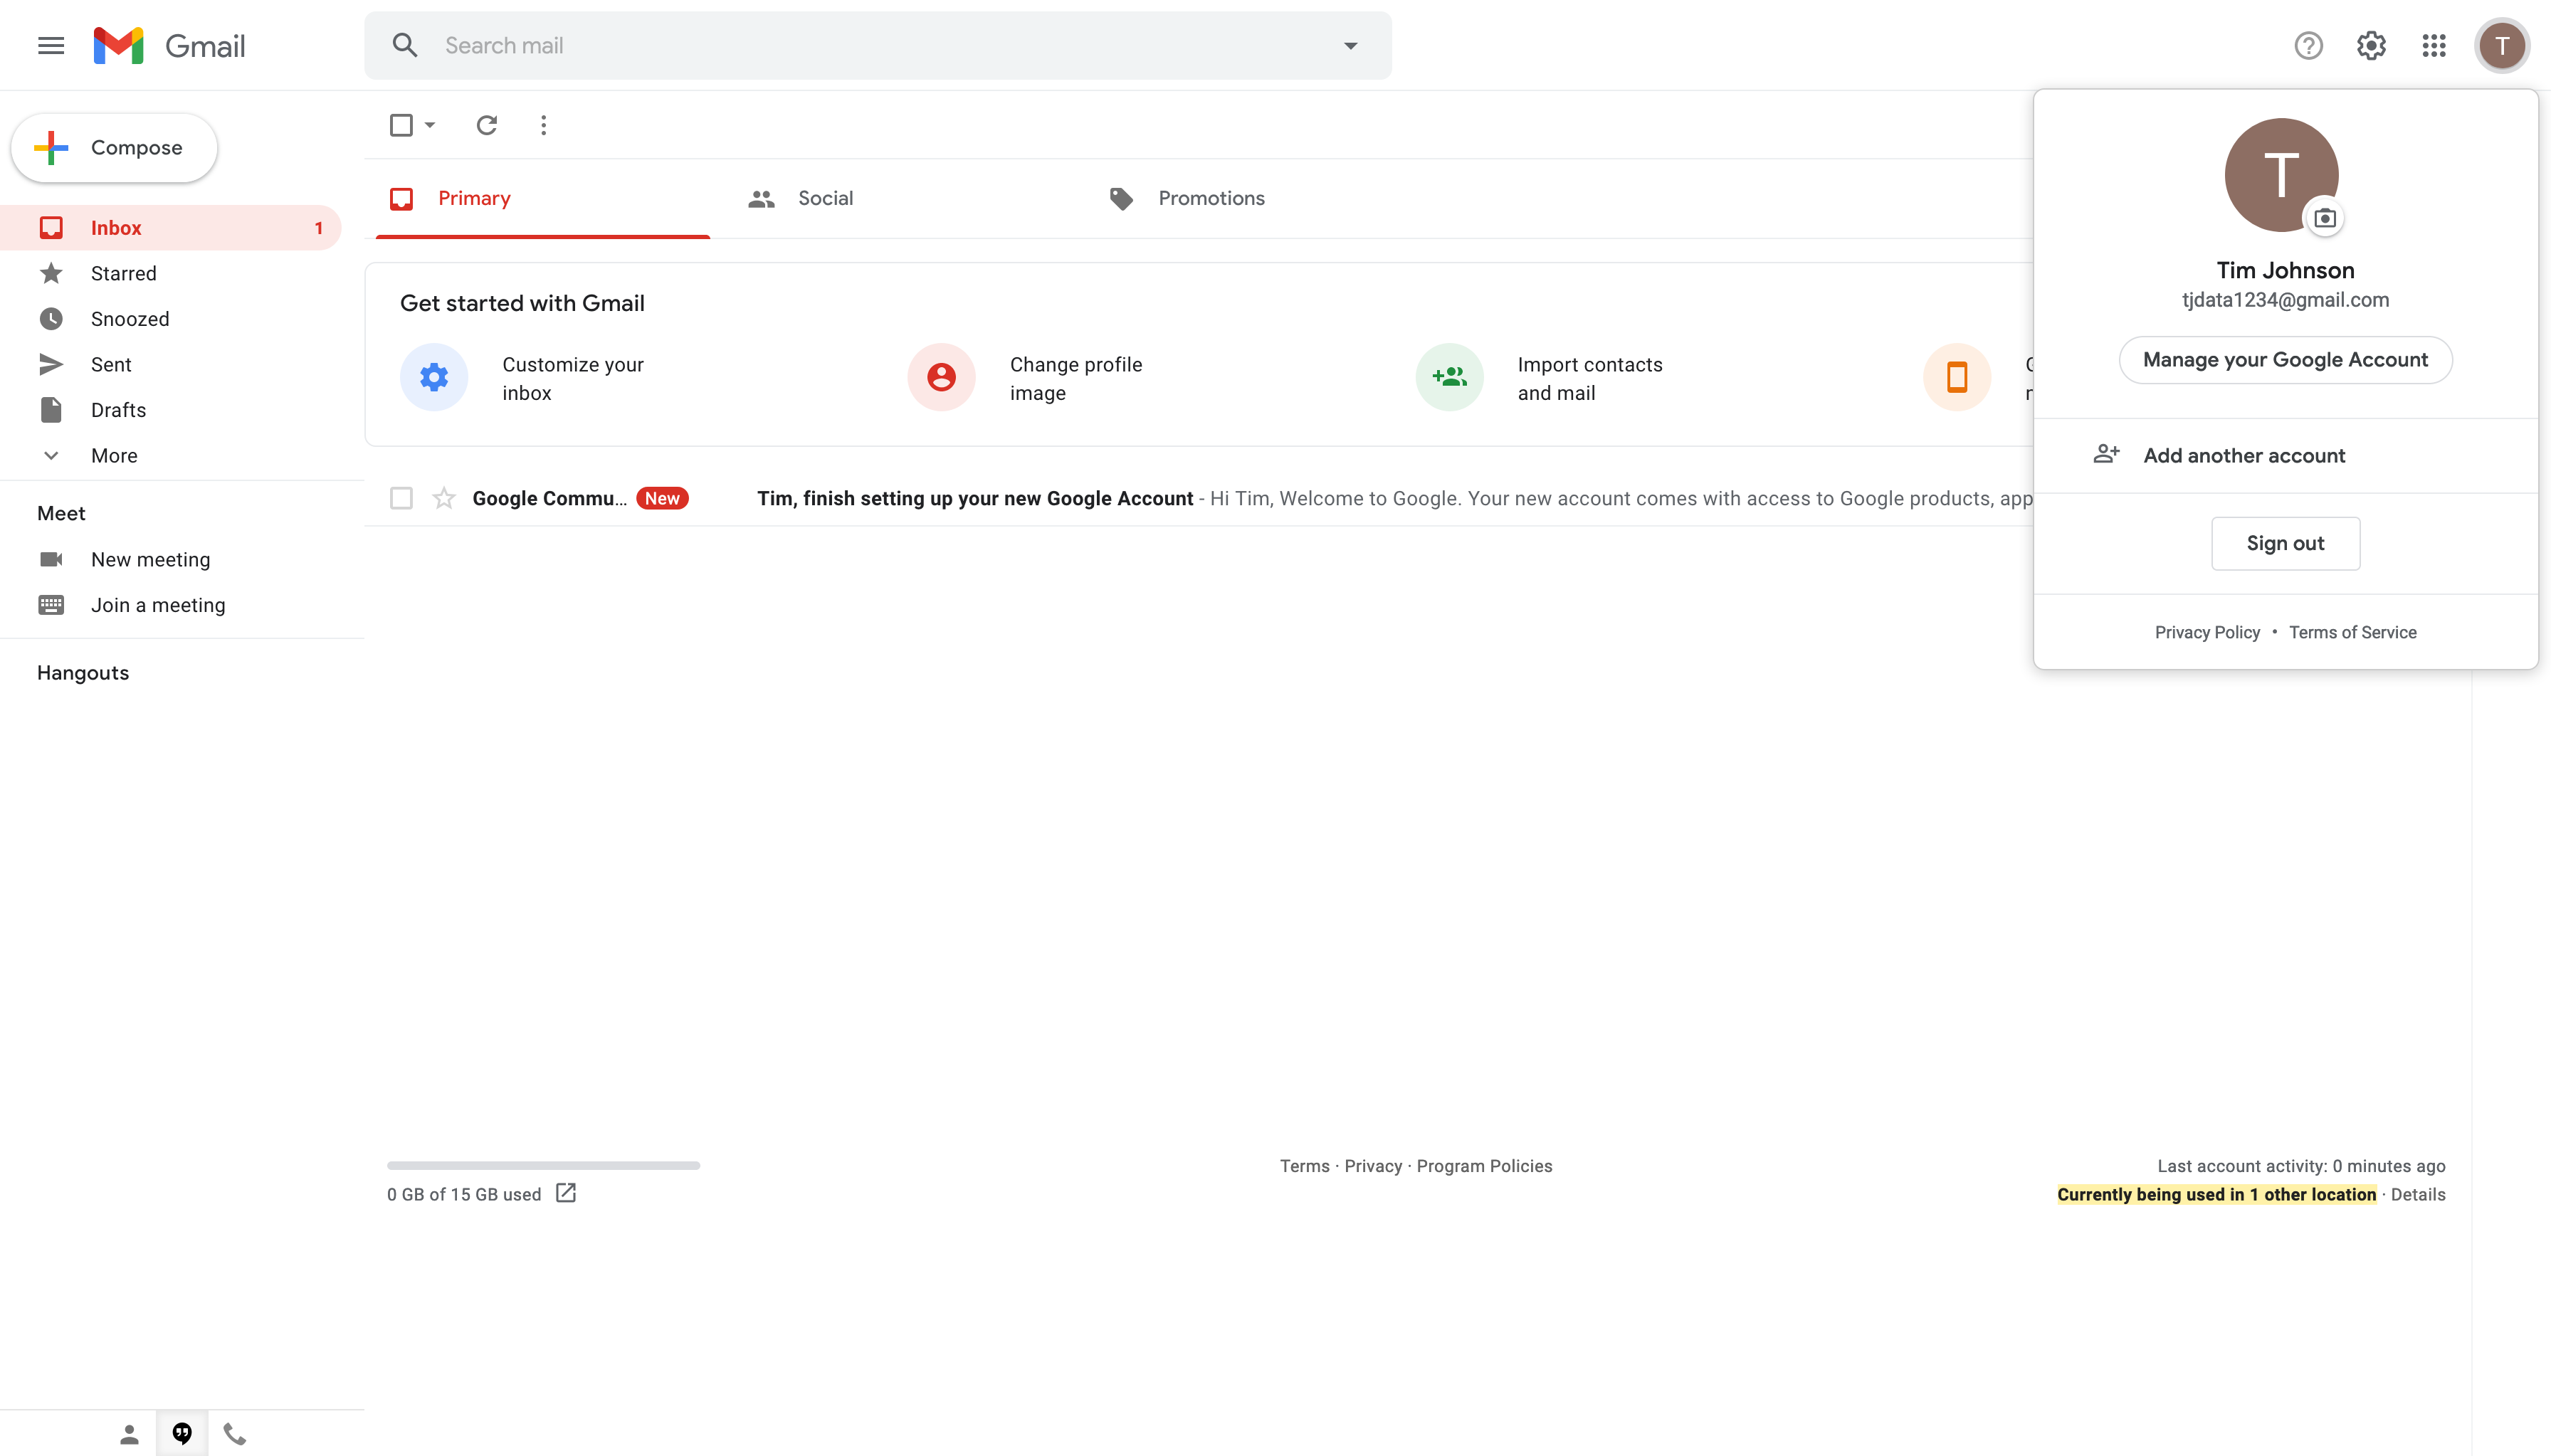 Gmail
Search mail
T
Compose
Inbox 1
Starred
Snoozed
Sent
Drafts
More
Meet
New meeting
Join a meeting
Hangouts
Primary
Social
Promotions
Get started with Gmail
Customize your
inbox
Change profile
image
Import contacts
and mail
Google Commu... New Tim, finish setting up your new Google Account - Hi Tim, Welcome to Google. Your new account comes with access to Google products, app
T
Tim Johnson
tjdata1234@gmail.com
Manage your Google Account
Add another account
Sign out
Privacy Policy • Terms of Service
0 GB of 15 GB used
Terms · Privacy · Program Policies
Last account activity: 0 minutes ago
Currently being used in 1 other location · Details